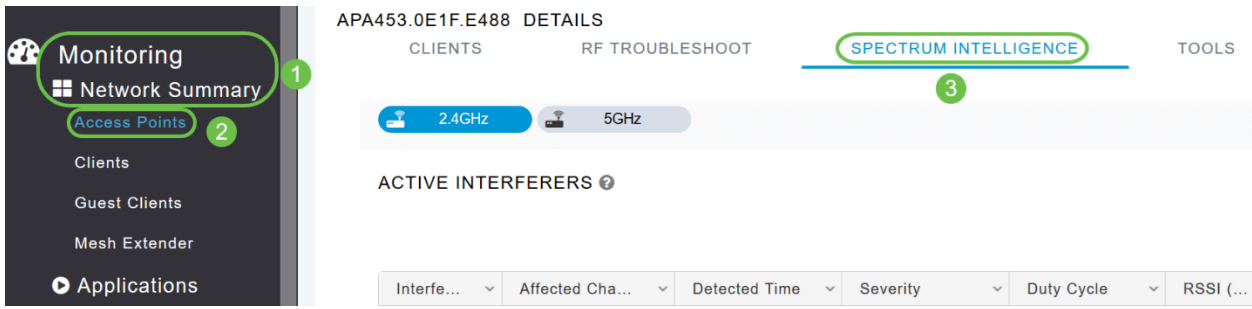 Monitoring
1
Network Summary
Access Points
2
Clients
Guest Clients
Mesh Extender
Applications
APA453.0E1F.E488 DETAILS
CLIENTS RF TROUBLESHOOT SPECTRUM INTELLIGENCE TOOLS
3
2.4GHz 5GHz
ACTIVE INTERFERERS ?
Interfe... Affected Cha... Detected Time Severity Duty Cycle RSSI (...